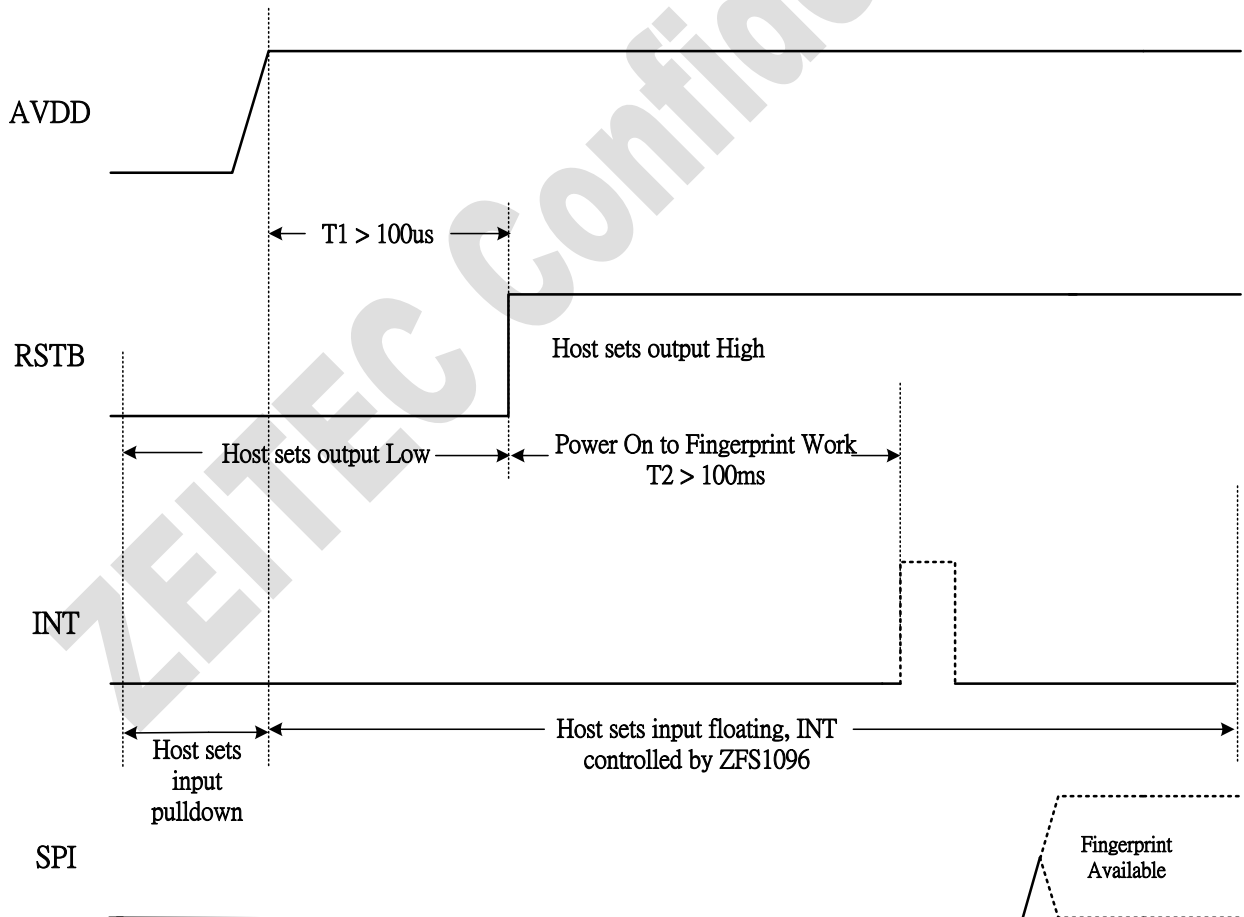 ZEITEC Confid
AVDD
T1 > 100us
RSTB
Host sets output High
Host sets output Low
Power On to Fingerprint Work
T2 > 100ms
INT
Host sets input floating, INT
controlled by ZFS1096
Host sets
input
pulldown
SPI
Fingerprint
Available